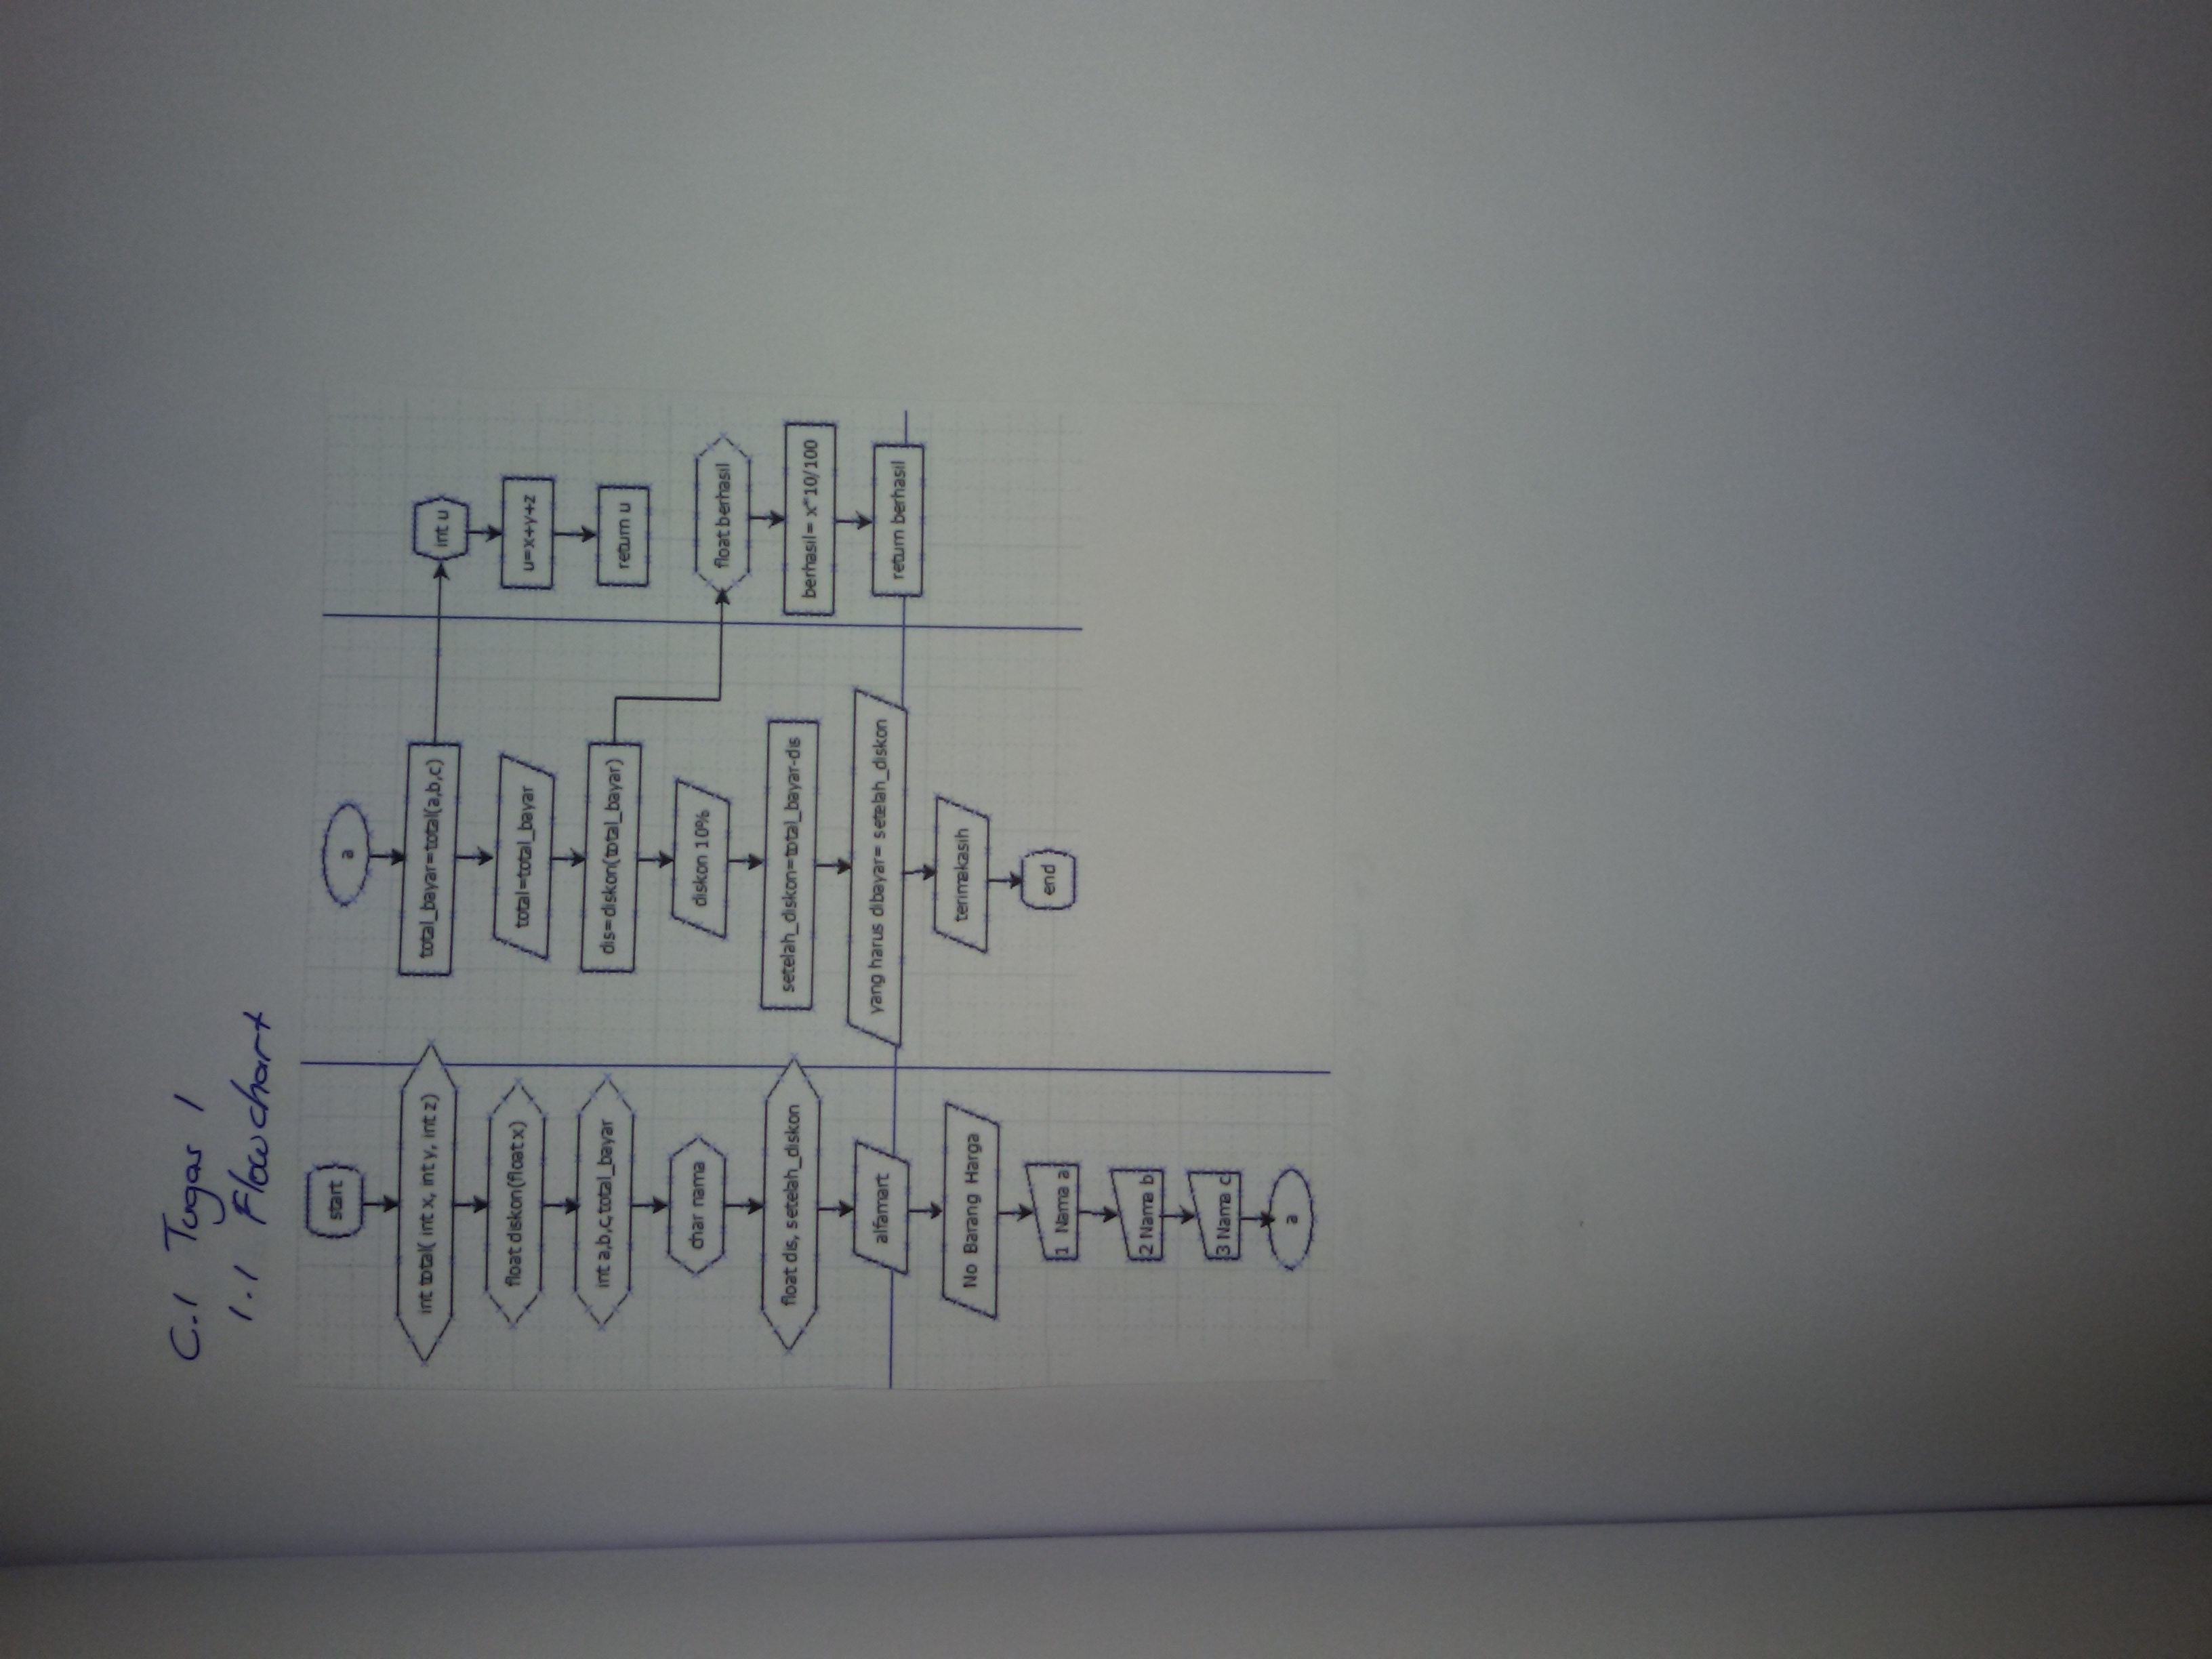 C.1 Tugas 1
1.1 Flowchart
start
int total( int x, int y, int z)
float diskon(float x)
int a,b,c,total_bayar
char nama
float dis, setelah_diskon
alfamart
No Barang Harga
1 Nama a
2 Nama b
3 Nama c
a
a
total_bayar=total(a,b,c)
total=total_bayar
dis=diskon(total_bayar)
diskon 10%
setelah_diskon=total_bayar-dis
yang harus dibayar= setelah_diskon
terimakasih
end
int u
u=x+y+z
return u
float berhasil
berhasil= x*10/100
return berhasil